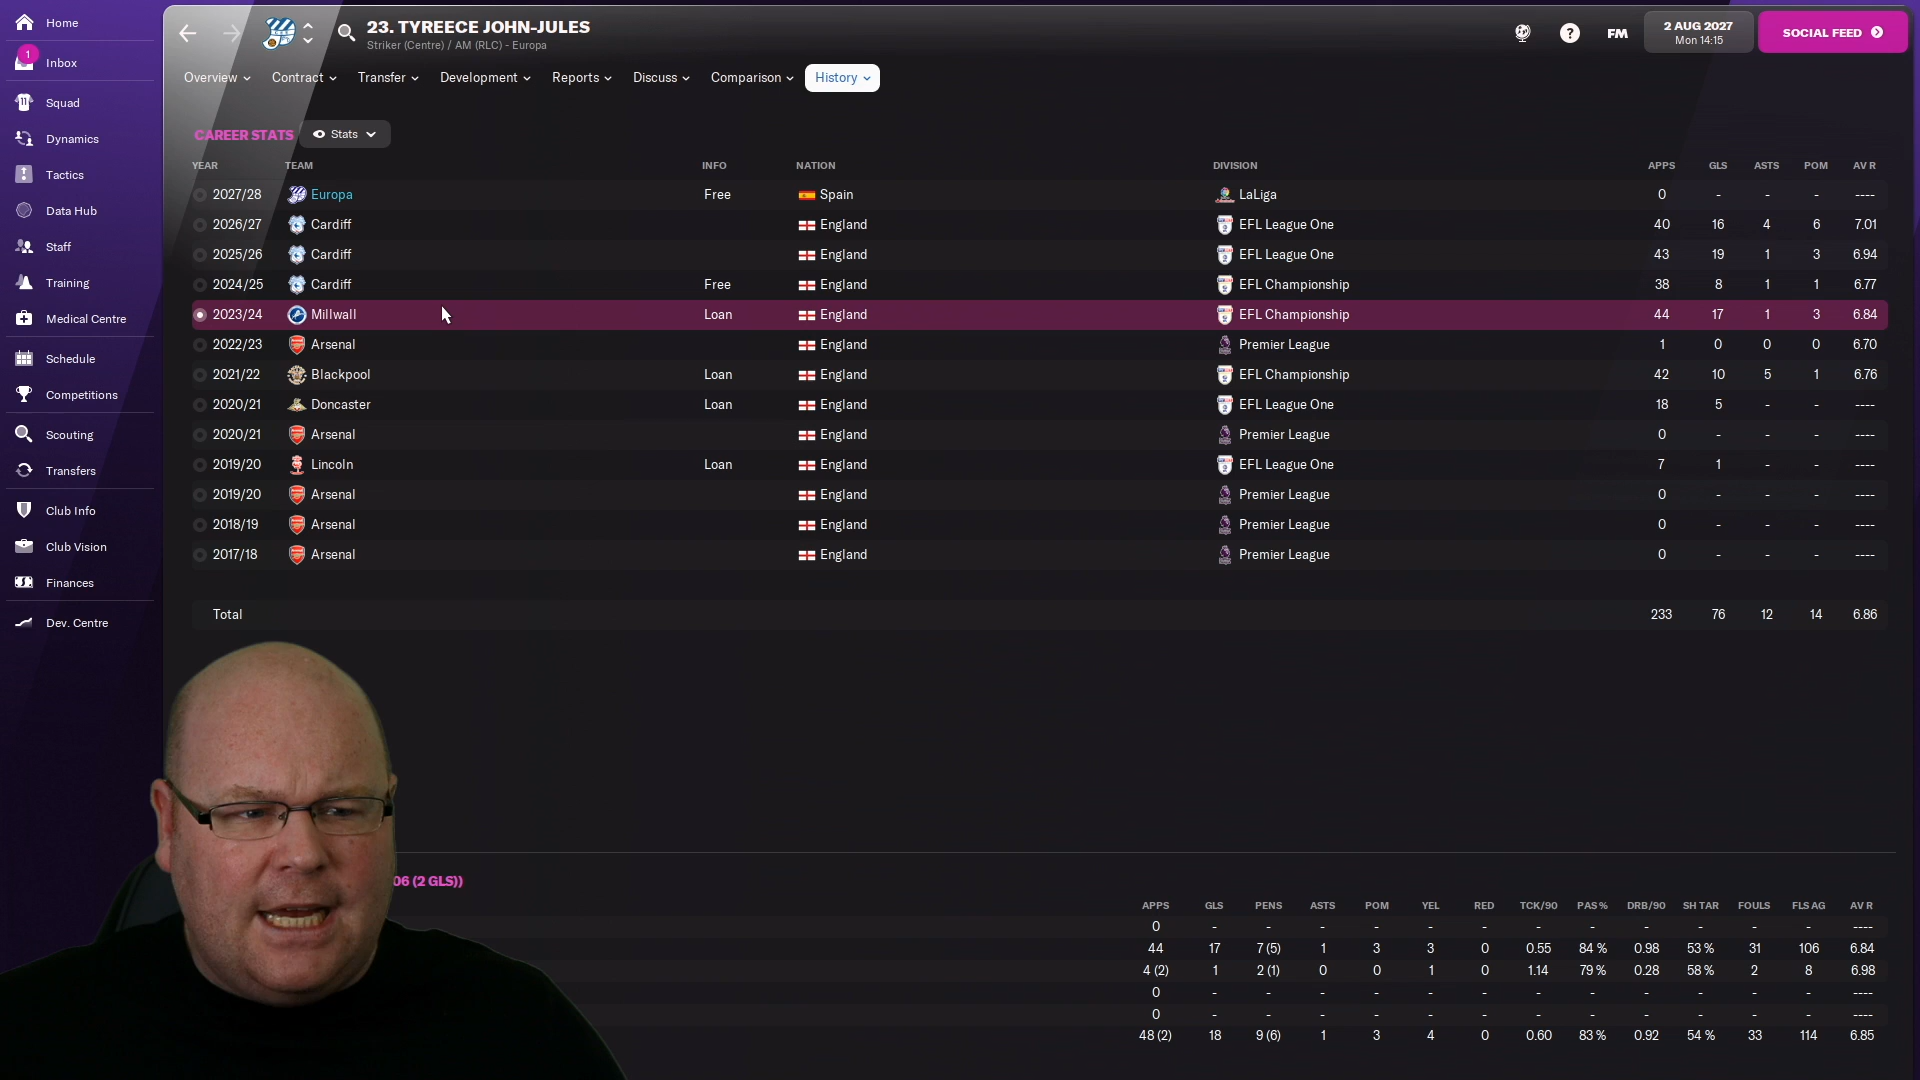 Home
23. TYREECE JOHN-JULES
Striker (Centre) / AM (RLC) - Europa
FM
2 AUG 2027
Mon 14:15
SOCIAL FEED
1
Inbox
Squad
Dynamics
Tactics
Data Hub
Staff
Training
Medical Centre
Schedule
Competitions
Scouting
Transfers
Club Info
Club Vision
Finances
Dev. Centre
Overview Contract Transfer Development Reports Discuss Comparison History
CAREER STATS Stats
YEAR TEAM INFO NATION DIVISION APPS GLS ASTS POM AV R
2027/28 Europa Free Spain LaLiga 0 - - - ----
2026/27 Cardiff England EFL League One 40 16 4 6 7.01
2025/26 Cardiff England EFL League One 43 19 1 3 6.94
2024/25 Cardiff Free England EFL Championship 38 8 1 1 6.77
2023/24 Millwall Loan England EFL Championship 44 17 1 3 6.84
2022/23 Arsenal England Premier League 1 0 0 0 6.70
2021/22 Blackpool Loan England EFL Championship 42 10 5 1 6.76
2020/21 Doncaster Loan England EFL League One 18 5 - - ----
2020/21 Arsenal England Premier League 0 - - - ----
2019/20 Lincoln Loan England EFL League One 7 1 - - ----
2019/20 Arsenal England Premier League 0 - - - ----
2018/19 Arsenal England Premier League 0 - - - ----
2017/18 Arsenal England Premier League 0 - - - ----
Total 233 76 12 14 6.86
06 (2 GLS))
APPS GLS PENS ASTS POM YEL RED TCK/90 PAS % DRB/90 SH TAR FOULS FLS AG AV R
0 - - - - - - - - - - - - ----
44 17 7 (5) 1 3 3 0 0.55 84 % 0.98 53 % 31 106 6.84
4 (2) 1 2 (1) 0 0 1 0 1.14 79 % 0.28 58 % 2 8 6.98
0 - - - - - - - - - - - - ----
0 - - - - - - - - - - - - ----
48 (2) 18 9 (6) 1 3 4 0 0.60 83 % 0.92 54 % 33 114 6.85